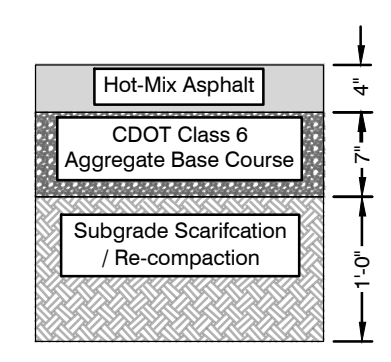 Hot-Mix Asphalt
4"
CDOT Class 6
Aggregate Base Course
7"
Subgrade Scarifcation
/ Re-compaction
1'-0"